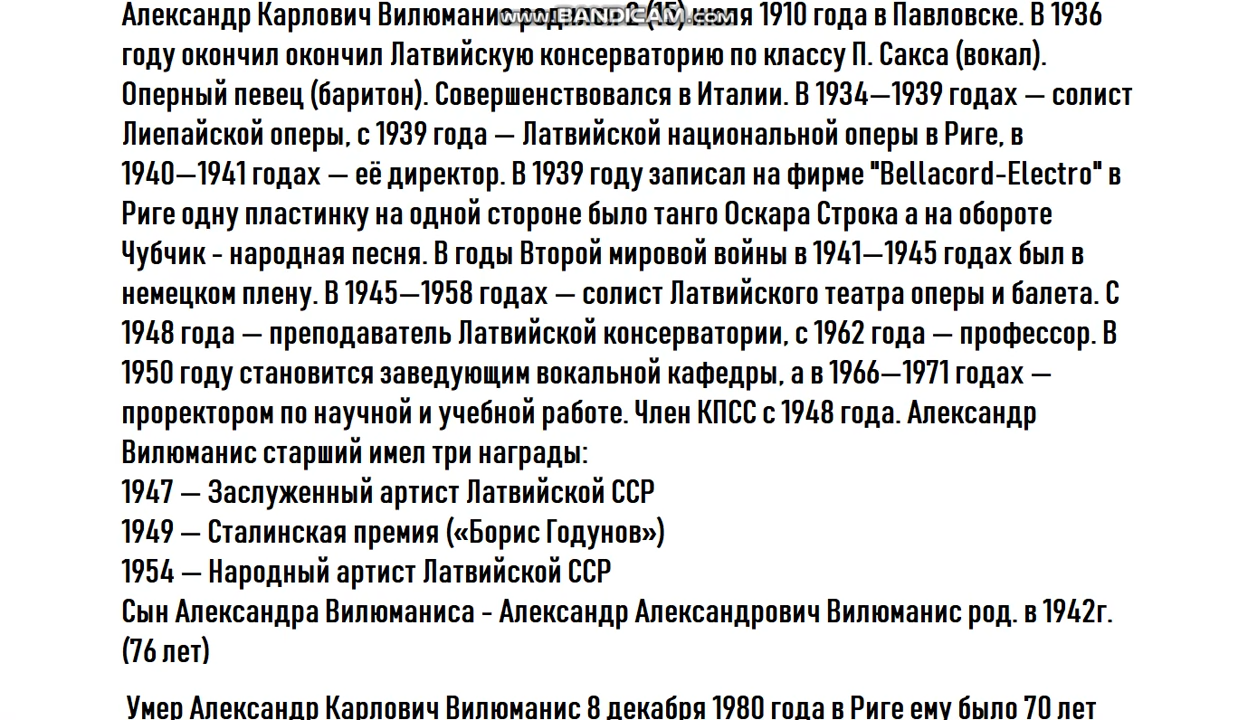 Александр Карлович Вилюманис родился 2 (15) июля 1910 года в Павловске. В 1936
www.BANDICAM.com
году окончил окончил Латвийскую консерваторию по классу П. Сакса (вокал).
Оперный певец (баритон). Совершенствовался в Италии. В 1934–1939 годах – солист
Лиепайской оперы, с 1939 года – Латвийской национальной оперы в Риге, в
1940–1941 годах – её директор. В 1939 году записал на фирме "Bellacord-Electro" в
Риге одну пластинку на одной стороне было танго Оскара Строка а на обороте
Чубчик - народная песня. В годы Второй мировой войны в 1941–1945 годах был в
немецком плену. В 1945–1958 годах – солист Латвийского театра оперы и балета. С
1948 года – преподаватель Латвийской консерватории, с 1962 года – профессор. В
1950 году становится заведующим вокальной кафедры, а в 1966–1971 годах –
проректором по научной и учебной работе. Член КПСС с 1948 года. Александр
Вилюманис старший имел три награды:
1947 – Заслуженный артист Латвийской ССР
1949 – Сталинская премия («Борис Годунов»)
1954 – Народный артист Латвийской ССР
Сын Александра Вилюманиса - Александр Александрович Вилюманис род. в 1942г.
(76 лет)
Умер Александр Карлович Вилюманис 8 декабря 1980 года в Риге ему было 70 лет